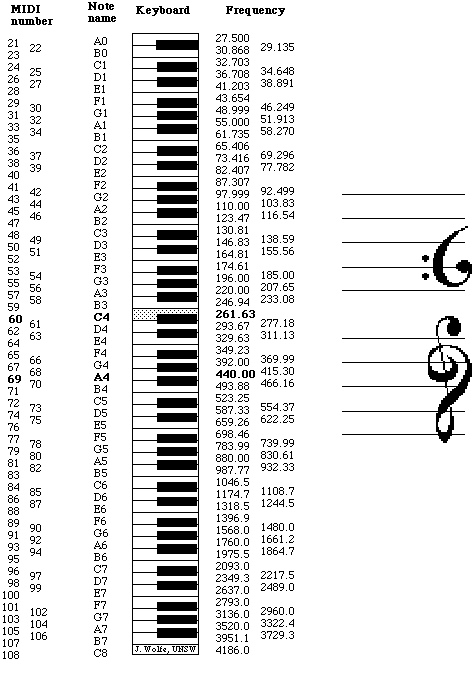 MIDI Note Keyboard Frequency
number name
21 A0 27.500
22 29.135
23 B0 30.868
24 C1 32.703
25 34.648
26 D1 36.708
27 38.891
28 E1 41.203
29 F1 43.654
30 46.249
31 G1 48.999
32 51.913
33 A1 55.000
34 58.270
35 B1 61.735
36 C2 65.406
37 69.296
38 D2 73.416
39 77.782
40 E2 82.407
41 F2 87.307
42 92.499
43 G2 97.999
44 103.83
45 A2 110.00
46 116.54
47 B2 123.47
48 C3 130.81
49 138.59
50 D3 146.83
51 155.56
52 E3 164.81
53 F3 174.61
54 185.00
55 G3 196.00
56 207.65
57 A3 220.00
58 233.08
59 B3 246.94
60 C4 261.63
61 277.18
62 D4 293.67
63 311.13
64 E4 329.63
65 F4 349.23
66 369.99
67 G4 392.00
68 415.30
69 A4 440.00
70 466.16
71 B4 493.88
72 C5 523.25
73 554.37
74 D5 587.33
75 622.25
76 E5 659.26
77 F5 698.46
78 739.99
79 G5 783.99
80 830.61
81 A5 880.00
82 932.33
83 B5 987.77
84 C6 1046.5
85 1108.7
86 D6 1174.7
87 1244.5
88 E6 1318.5
89 F6 1396.9
90 1480.0
91 G6 1568.0
92 1661.2
93 A6 1760.0
94 1864.7
95 B6 1975.5
96 C7 2093.0
97 2217.5
98 D7 2349.3
99 2489.0
100 E7 2637.0
101 F7 2793.0
102 2960.0
103 G7 3136.0
104 3322.4
105 A7 3520.0
106 3729.3
107 B7 3951.1
108 C8 J. Wolfe, UNSW 4186.0